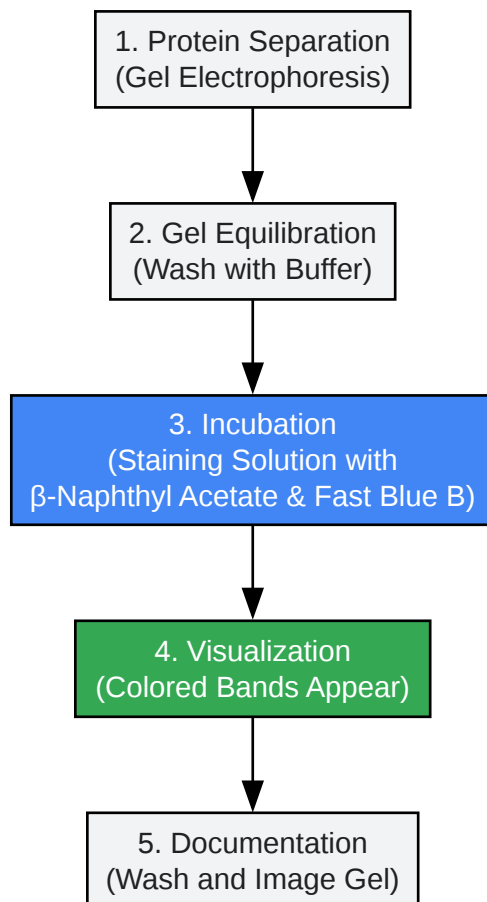 1. Protein Separation
(Gel Electrophoresis)
2. Gel Equilibration
(Wash with Buffer)
3. Incubation
(Staining Solution with
β-Naphthyl Acetate & Fast Blue B)
4. Visualization
(Colored Bands Appear)
5. Documentation
(Wash and Image Gel)